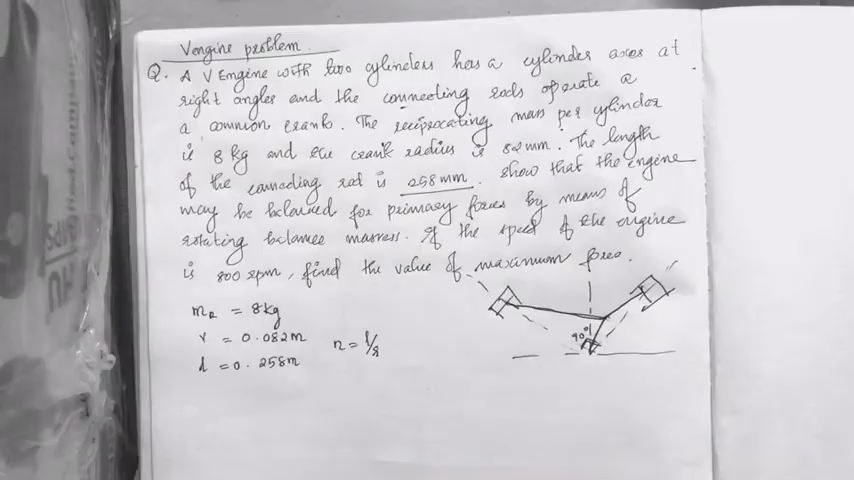 Vengine problem.
Q. A V Engine with two cylinders has a cylinder axes at
right angles and the connecting rods operate a
a common crank. The reciprocating mass per cylinder
is 8 kg and the crank radius is 82 mm. The length
of the connecting rod is 258 mm. Show that the engine
may be balanced for primary forces by means of
rotating balance masses. If the speed of the engine
is 800 rpm, find the value of maximum force.
mR = 8kg
r = 0.082m
l = 0.258m
n = l/r
90°